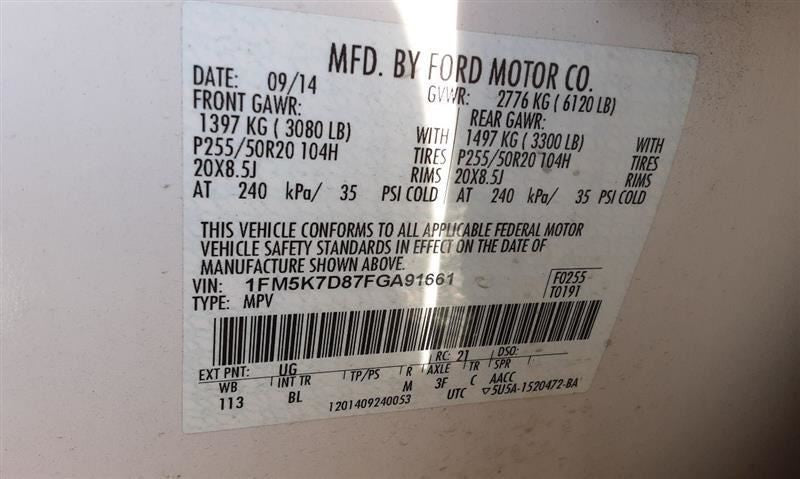 MFD. BY FORD MOTOR CO.
DATE: 09/14 GVWR: 2776 KG ( 6120 LB)
FRONT GAWR: REAR GAWR:
1397 KG ( 3080 LB) WITH 1497 KG ( 3300 LB) WITH
P255/50R20 104H TIRES P255/50R20 104H TIRES
20X8.5J RIMS 20X8.5J RIMS
AT 240 kPa/ 35 PSI COLD AT 240 kPa/ 35 PSI COLD
THIS VEHICLE CONFORMS TO ALL APPLICABLE FEDERAL MOTOR
VEHICLE SAFETY STANDARDS IN EFFECT ON THE DATE OF
MANUFACTURE SHOWN ABOVE.
VIN: 1FM5K7D87FGA91661 F0255
TYPE: MPV T0191
EXT PNT: UG RC: 21 DSO:
WB INT TR TP/PS R AXLE TR SPR
113 BL M 3F C AACC
1201409240053 UTC ▽5U5A-1520472-BA